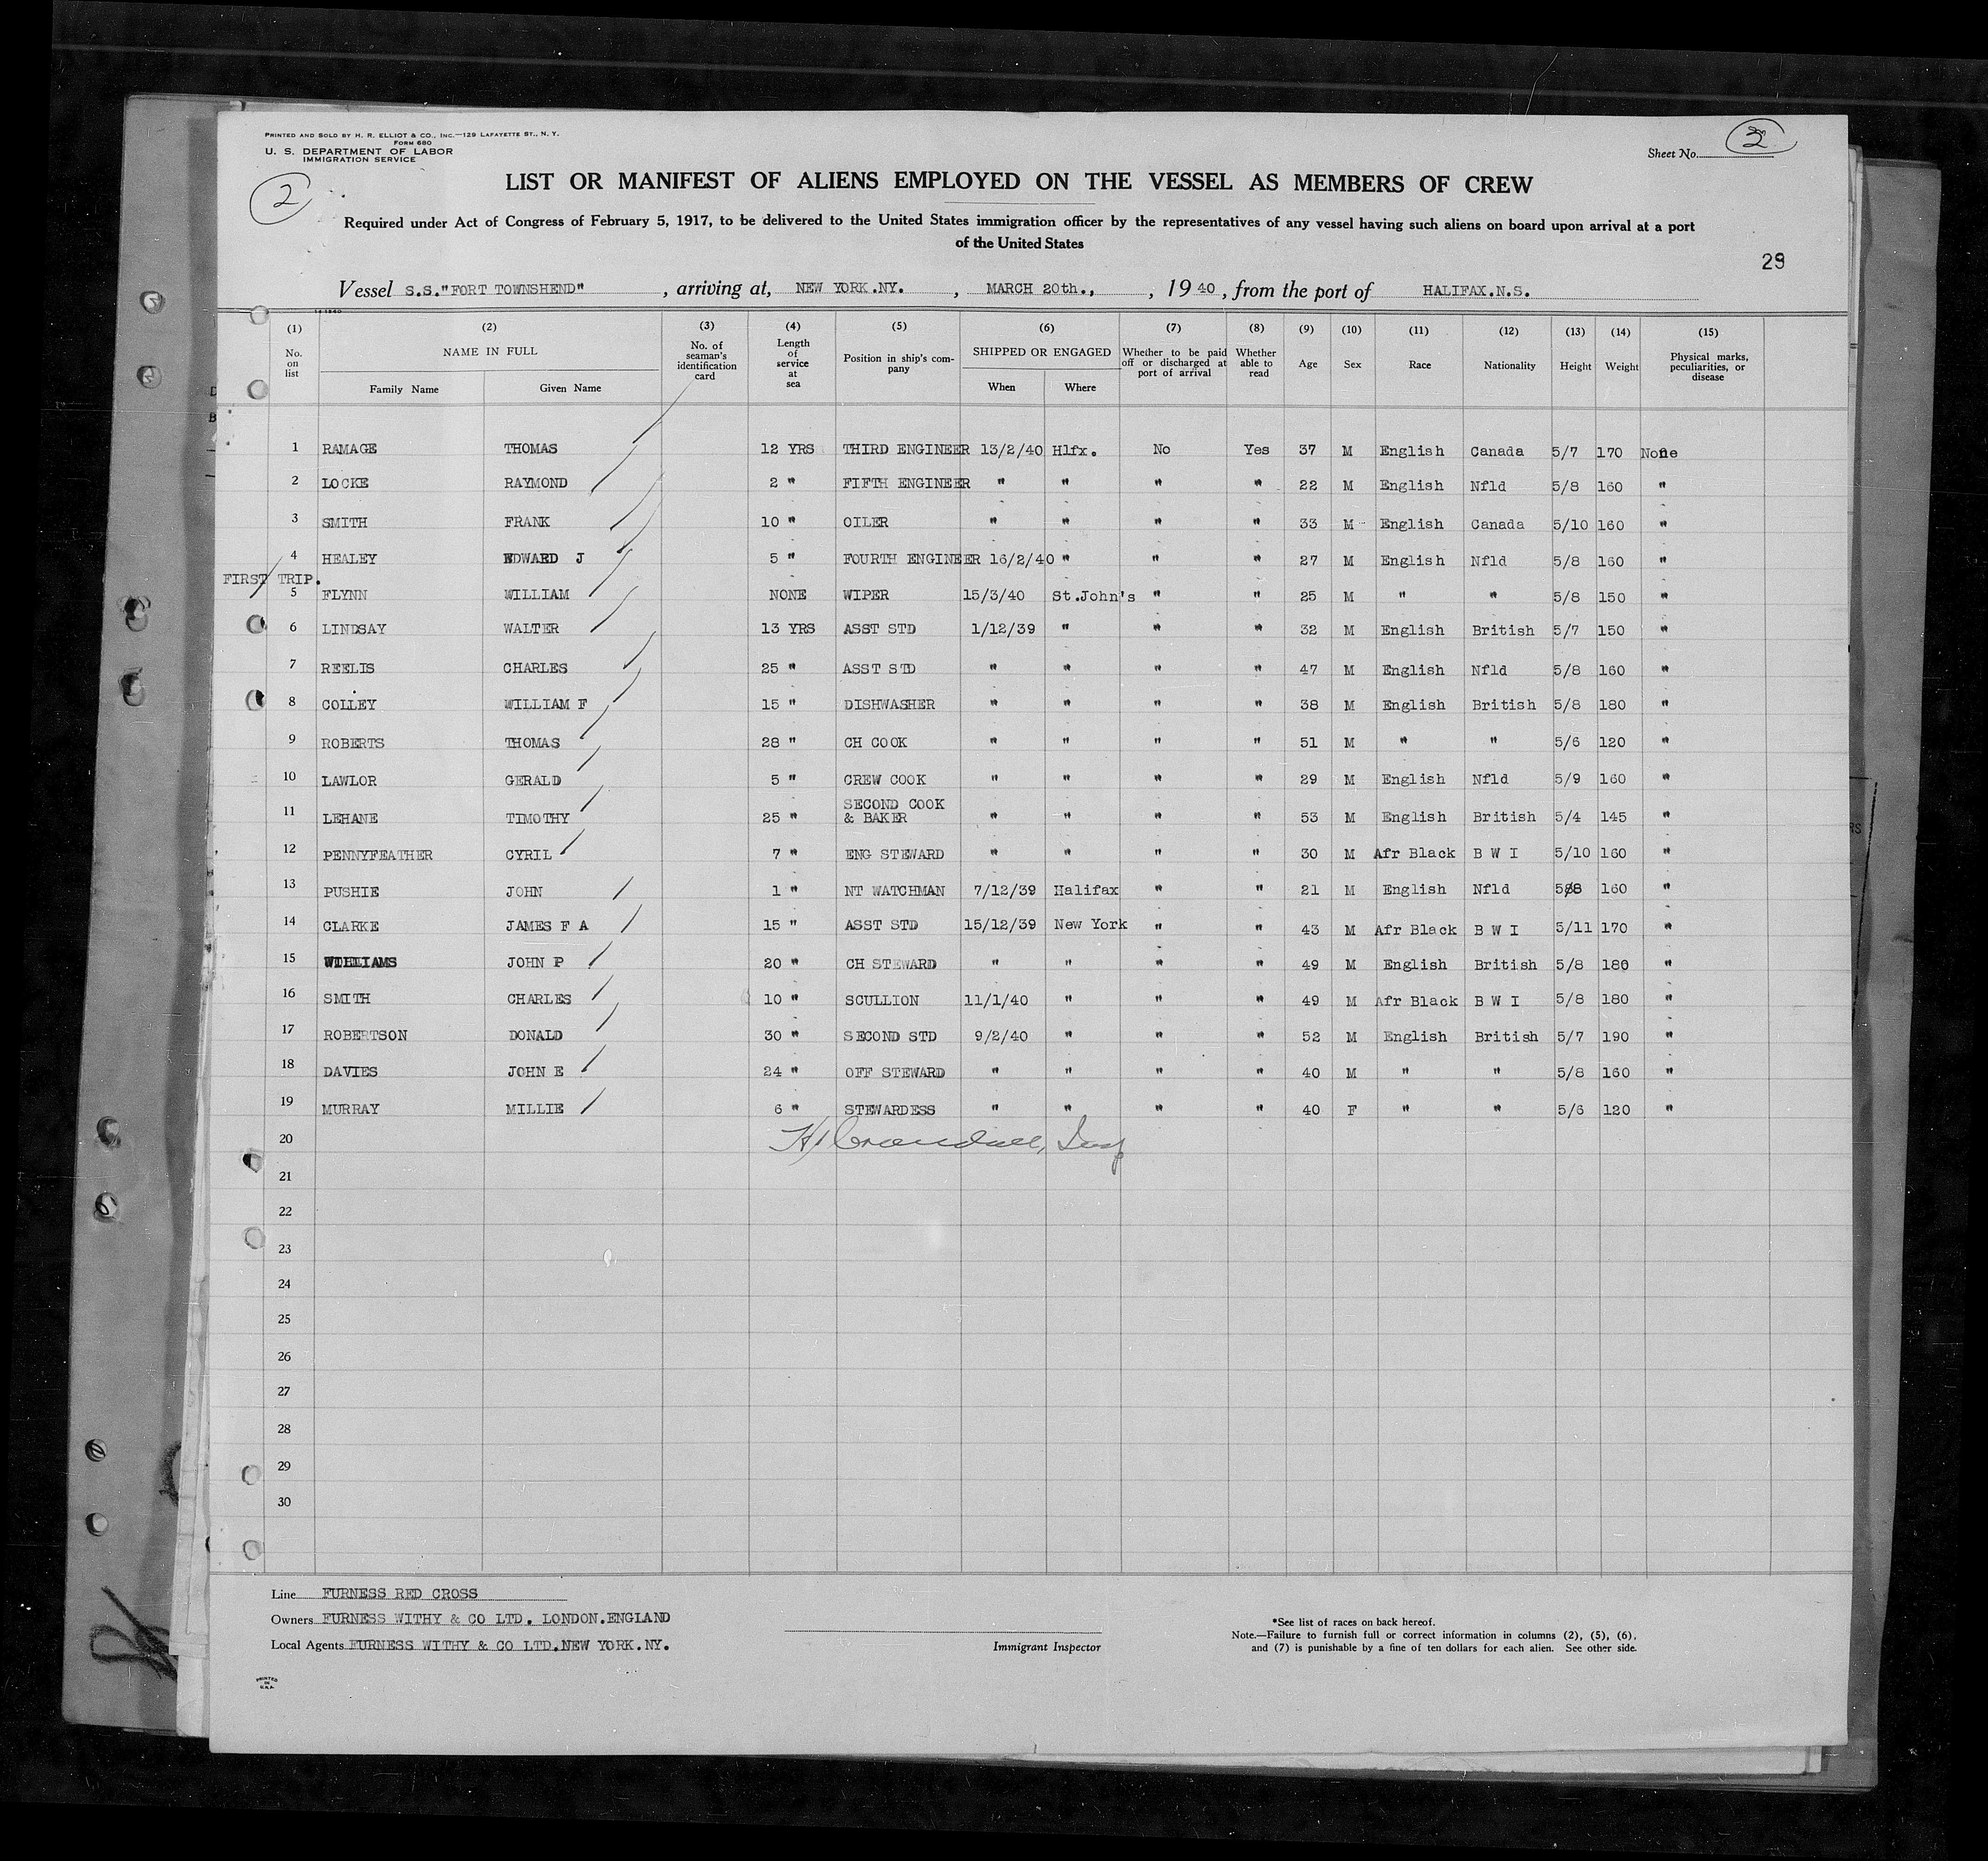 PRINTED AND SOLD BY H. R. ELLIOT & CO., INC.—129 LAFAYETTE ST., N. Y.
FORM 680
U. S. DEPARTMENT OF LABOR
IMMIGRATION SERVICE
Sheet No.
2
LIST OR MANIFEST OF ALIENS EMPLOYED ON THE VESSEL AS MEMBERS OF CREW
Required under Act of Congress of February 5, 1917, to be delivered to the United States immigration officer by the representatives of any vessel having such aliens on board upon arrival at a port
of the United States
29
Vessel S.S."FORT TOWNSHEND" , arriving at, NEW YORK.NY. , MARCH 20th., , 1940, from the port of HALIFAX.N.S.
(1) (2) (3) (4) (5) (6) (7) (8) (9) (10) (11) (12) (13) (14) (15)
No. on list NAME IN FULL Family Name Given Name No. of seaman's identification card Length of service at sea Position in ship's company SHIPPED OR ENGAGED When Where Whether to be paid off or discharged at port of arrival Whether able to read Age Sex Race Nationality Height Weight Physical marks, peculiarities, or disease
1 RAMAGE THOMAS 12 YRS THIRD ENGINEER 13/2/40 Hlfx. No Yes 37 M English Canada 5/7 170 None
2 LOCKE RAYMOND 2 " FIFTH ENGINEER " " " " 22 M English Nfld 5/8 160 "
3 SMITH FRANK 10 " OILER " " " " 33 M English Canada 5/10 160 "
4 HEALEY EDWARD J 5 " FOURTH ENGINEER 16/2/40 " " " 27 M English Nfld 5/8 160 "
FIRST TRIP.
5 FLYNN WILLIAM NONE WIPER 15/3/40 St.John's " " 25 M " " 5/8 150 "
6 LINDSAY WALTER 13 YRS ASST STD 1/12/39 " " " 32 M English British 5/7 150 "
7 REELIS CHARLES 25 " ASST STD " " " " 47 M English Nfld 5/8 160 "
8 COLLEY WILLIAM F 15 " DISHWASHER " " " " 38 M English British 5/8 180 "
9 ROBERTS THOMAS 28 " CH COOK " " " " 51 M " " 5/6 120 "
10 LAWLOR GERALD 5 " CREW COOK " " " " 29 M English Nfld 5/9 160 "
11 LEHANE TIMOTHY 25 " SECOND COOK & BAKER " " " " 53 M English British 5/4 145 "
12 PENNYFEATHER CYRIL 7 " ENG STEWARD " " " " 30 M Afr Black B W I 5/10 160 "
13 PUSHIE JOHN 1 " NT WATCHMAN 7/12/39 Halifax " " 21 M English Nfld 5/8 160 "
14 CLARKE JAMES F A 15 " ASST STD 15/12/39 New York " " 43 M Afr Black B W I 5/11 170 "
15 WILLIAMS JOHN P 20 " CH STEWARD " " " " 49 M English British 5/8 180 "
16 SMITH CHARLES 10 " SCULLION 11/1/40 " " " 49 M Afr Black B W I 5/8 180 "
17 ROBERTSON DONALD 30 " SECOND STD 9/2/40 " " " 52 M English British 5/7 190 "
18 DAVIES JOHN E 24 " OFF STEWARD " " " " 40 M " " 5/8 160 "
19 MURRAY MILLIE 6 " STEWARDESS " " " " 40 F " " 5/6 120 "
20
21
22
23
24
25
26
27
28
29
30
Line FURNESS RED CROSS
Owners FURNESS WITHY & CO LTD. LONDON.ENGLAND
Local Agents FURNESS WITHY & CO LTD.NEW YORK.NY.
Immigrant Inspector
*See list of races on back hereof.
Note.—Failure to furnish full or correct information in columns (2), (5), (6),
and (7) is punishable by a fine of ten dollars for each alien. See other side.
PRINTED IN U.S.A.